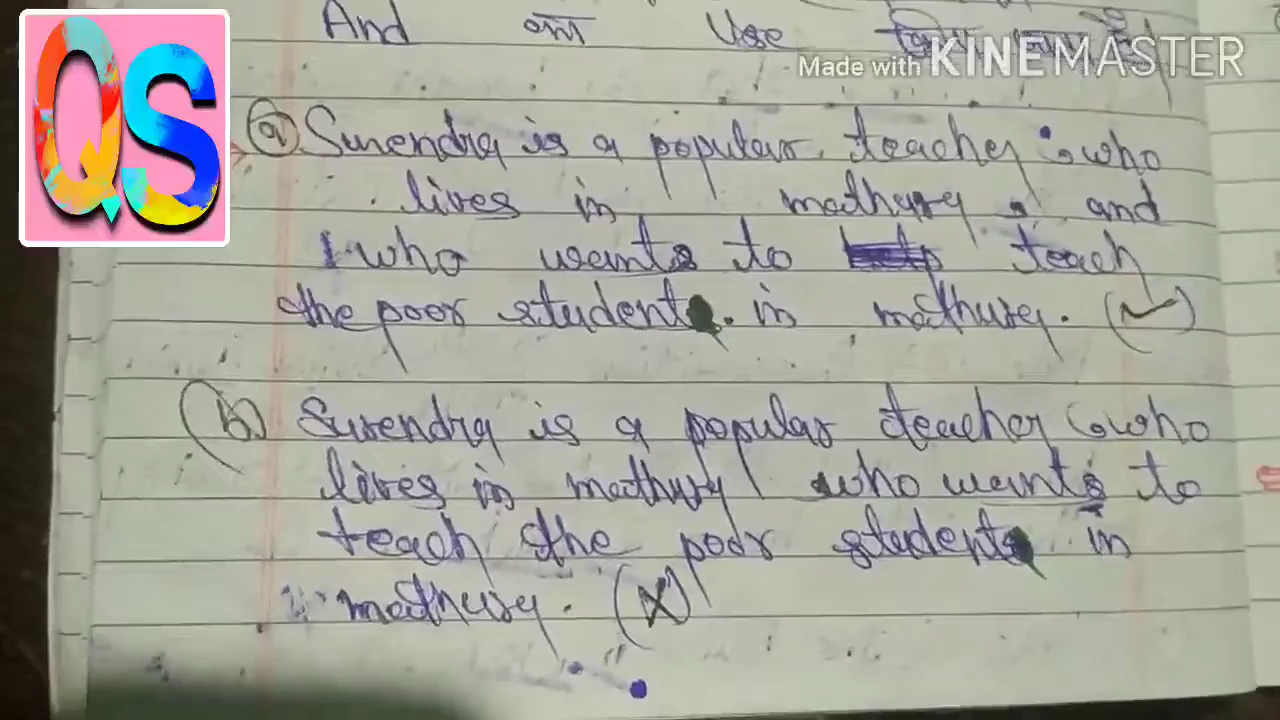 And का Use
Made with KINEMASTER
QS
(a) Surendra is a popular teacher who
lives in mathura, and
who wants to teach
the poor students in mathura. (✓)
(b) Surendra is a popular teacher who
lives in mathura who wants to
teach the poor students in
mathura. (X)